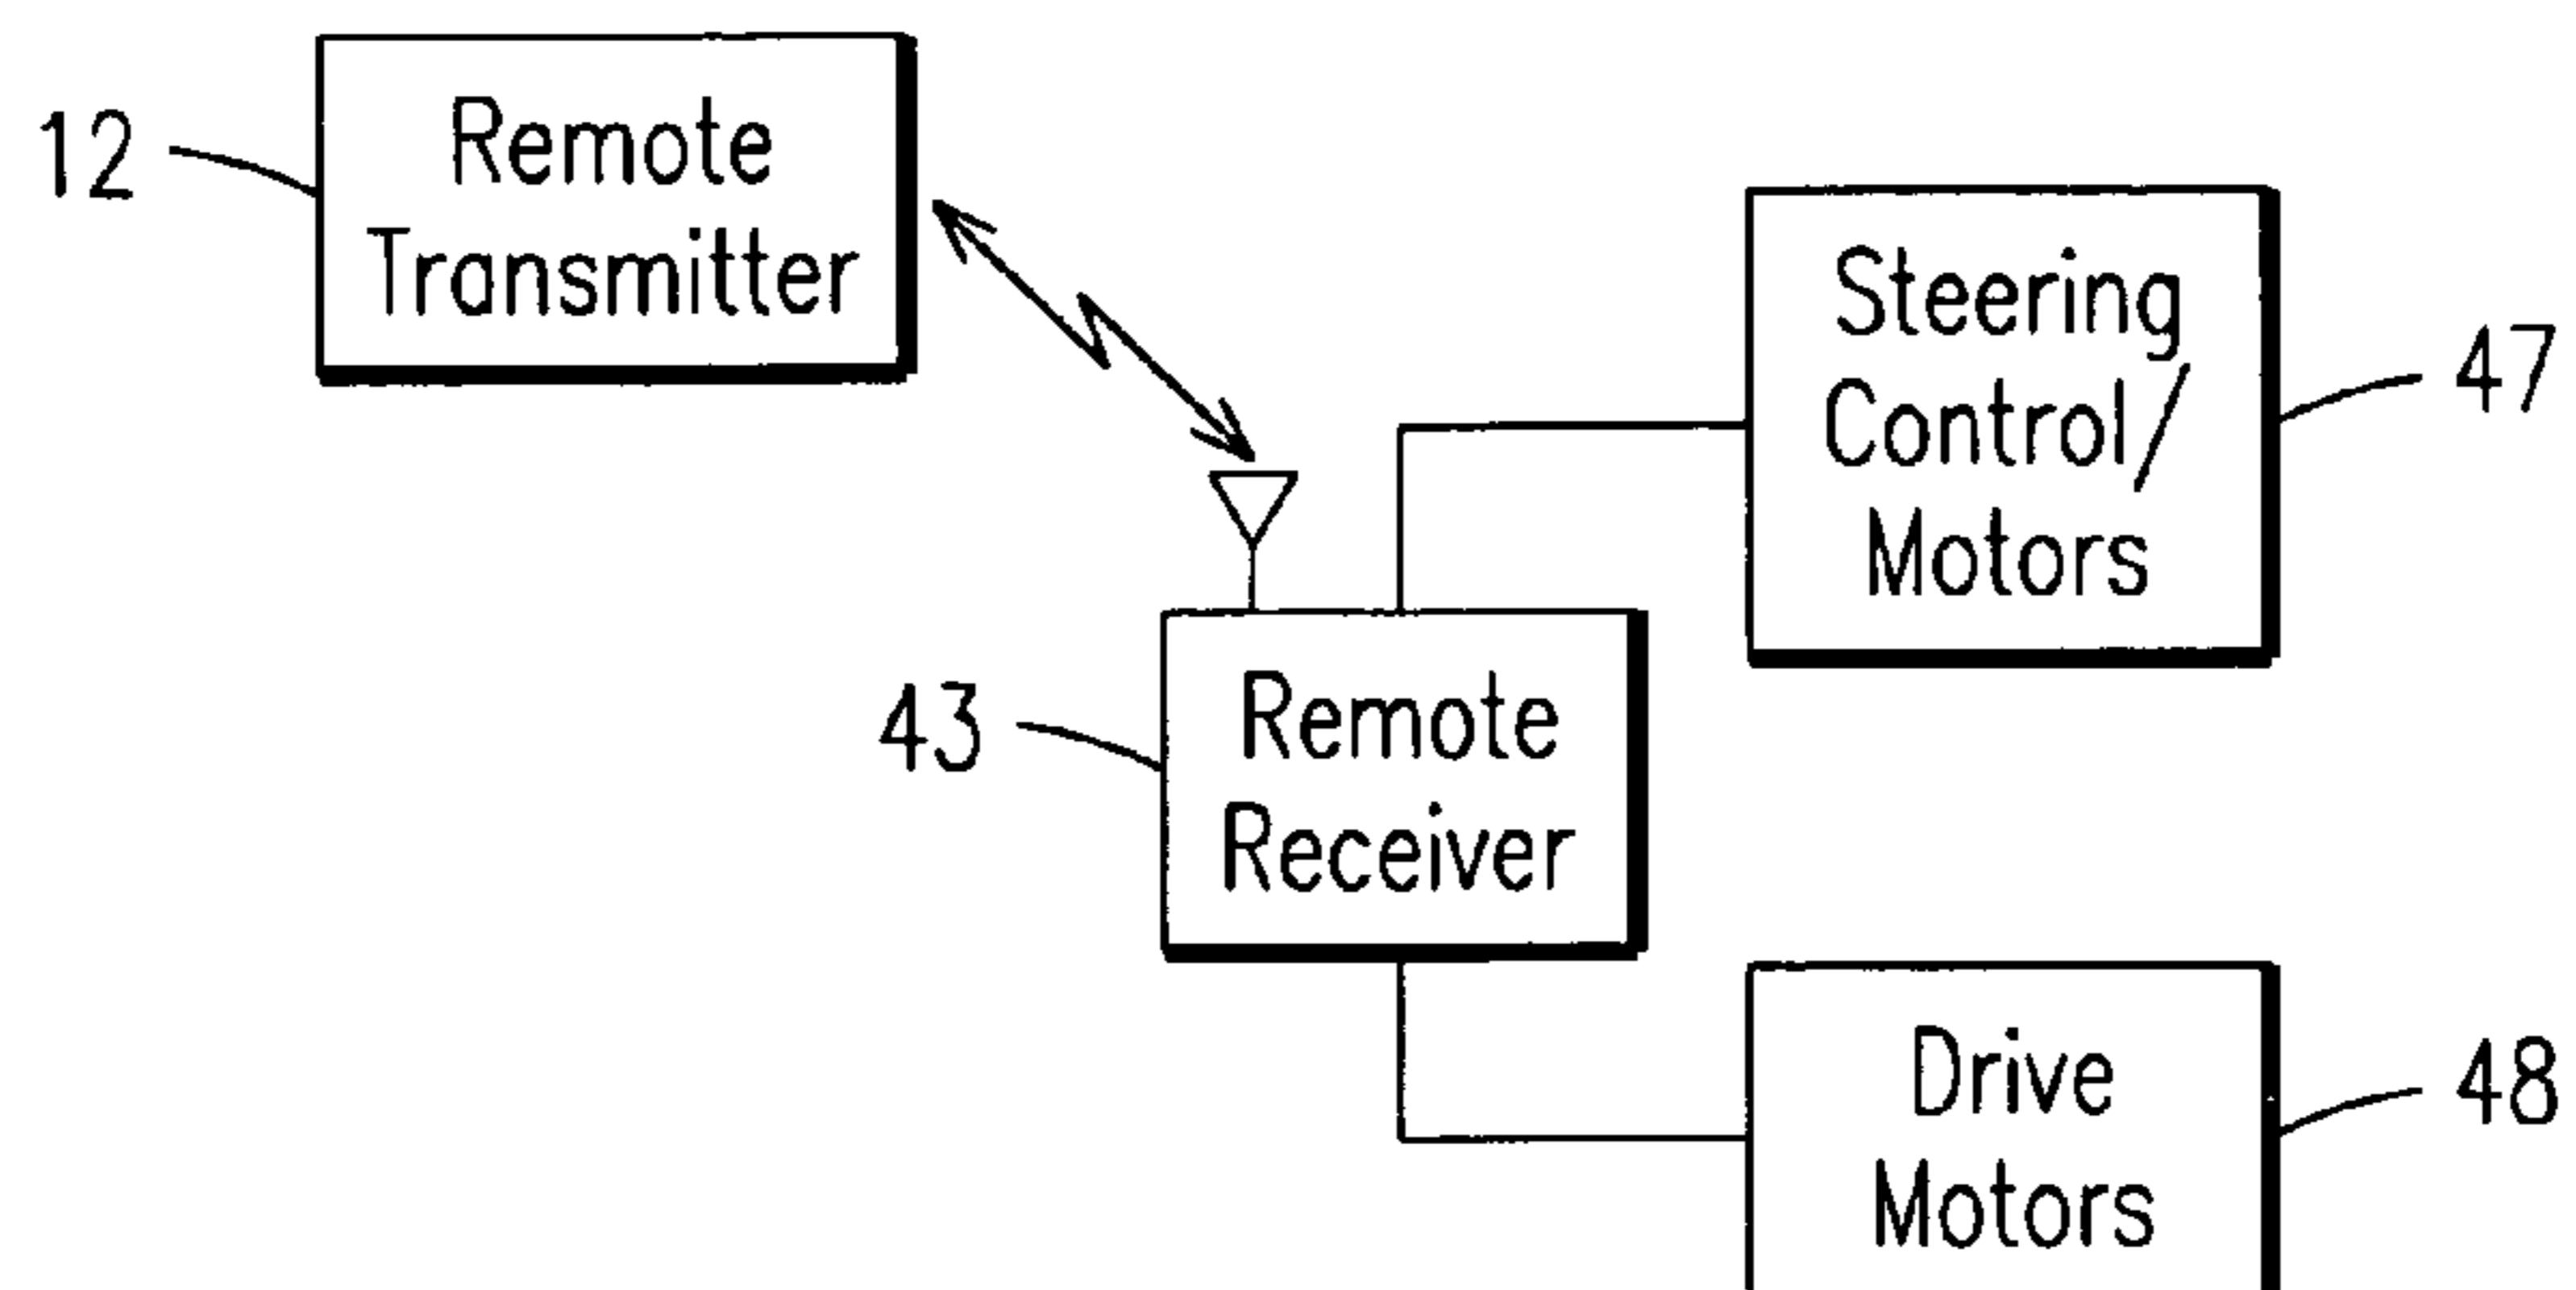 12
Remote
Transmitter
Steering
Control/
Motors
47
43
Remote
Receiver
Drive
Motors
48